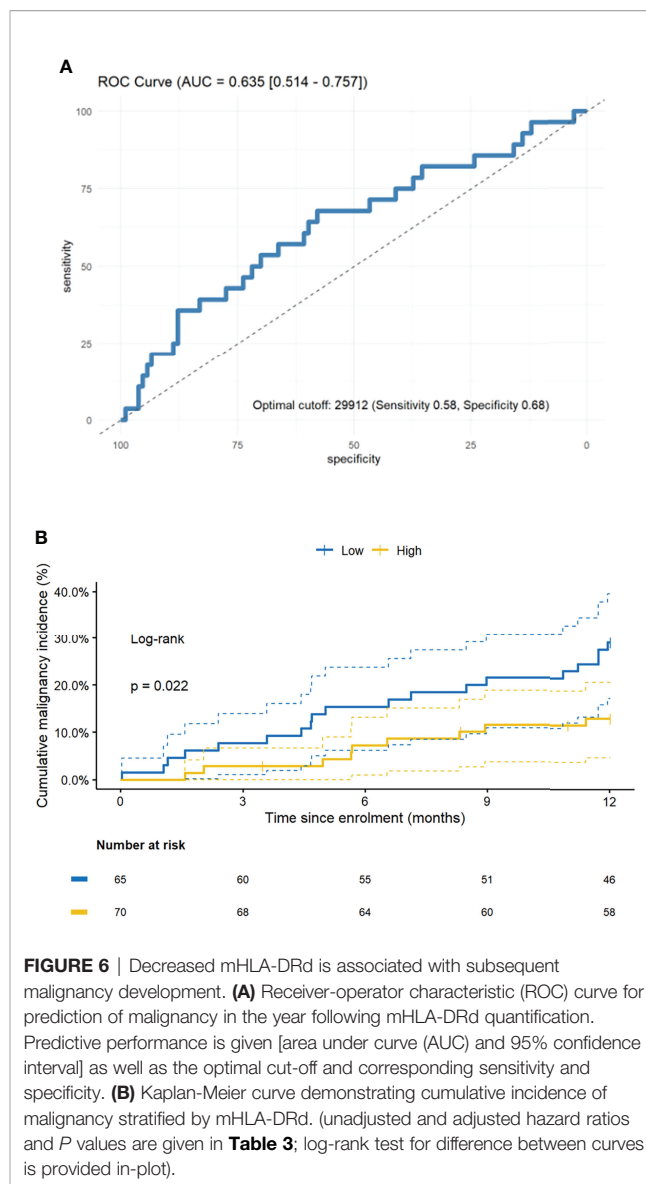 A
ROC Curve (AUC = 0.635 [0.514 - 0.757])
100
75
50
25
0
sensitivity
Optimal cutoff: 29912 (Sensitivity 0.58, Specificity 0.68)
100 75 50 25 0
specificity
B
Low High
40.0%
30.0%
20.0%
10.0%
0.0%
Cumulative malignancy incidence (%)
Log-rank
p = 0.022
0 3 6 9 12
Time since enrolment (months)
Number at risk
65 60 55 51 46
70 68 64 60 58
FIGURE 6 | Decreased mHLA-DRd is associated with subsequent
malignancy development. (A) Receiver-operator characteristic (ROC) curve for
prediction of malignancy in the year following mHLA-DRd quantification.
Predictive performance is given [area under curve (AUC) and 95% confidence
interval] as well as the optimal cut-off and corresponding sensitivity and
specificity. (B) Kaplan-Meier curve demonstrating cumulative incidence of
malignancy stratified by mHLA-DRd. (unadjusted and adjusted hazard ratios
and P values are given in Table 3; log-rank test for difference between curves
is provided in-plot).